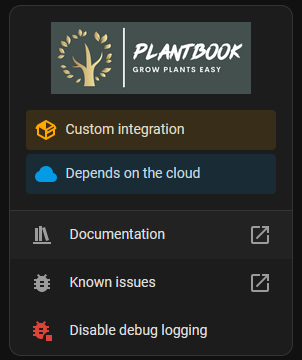 PLANTBOOK
GROW PLANTS EASY
Custom integration
Depends on the cloud
Documentation
Known issues
Disable debug logging